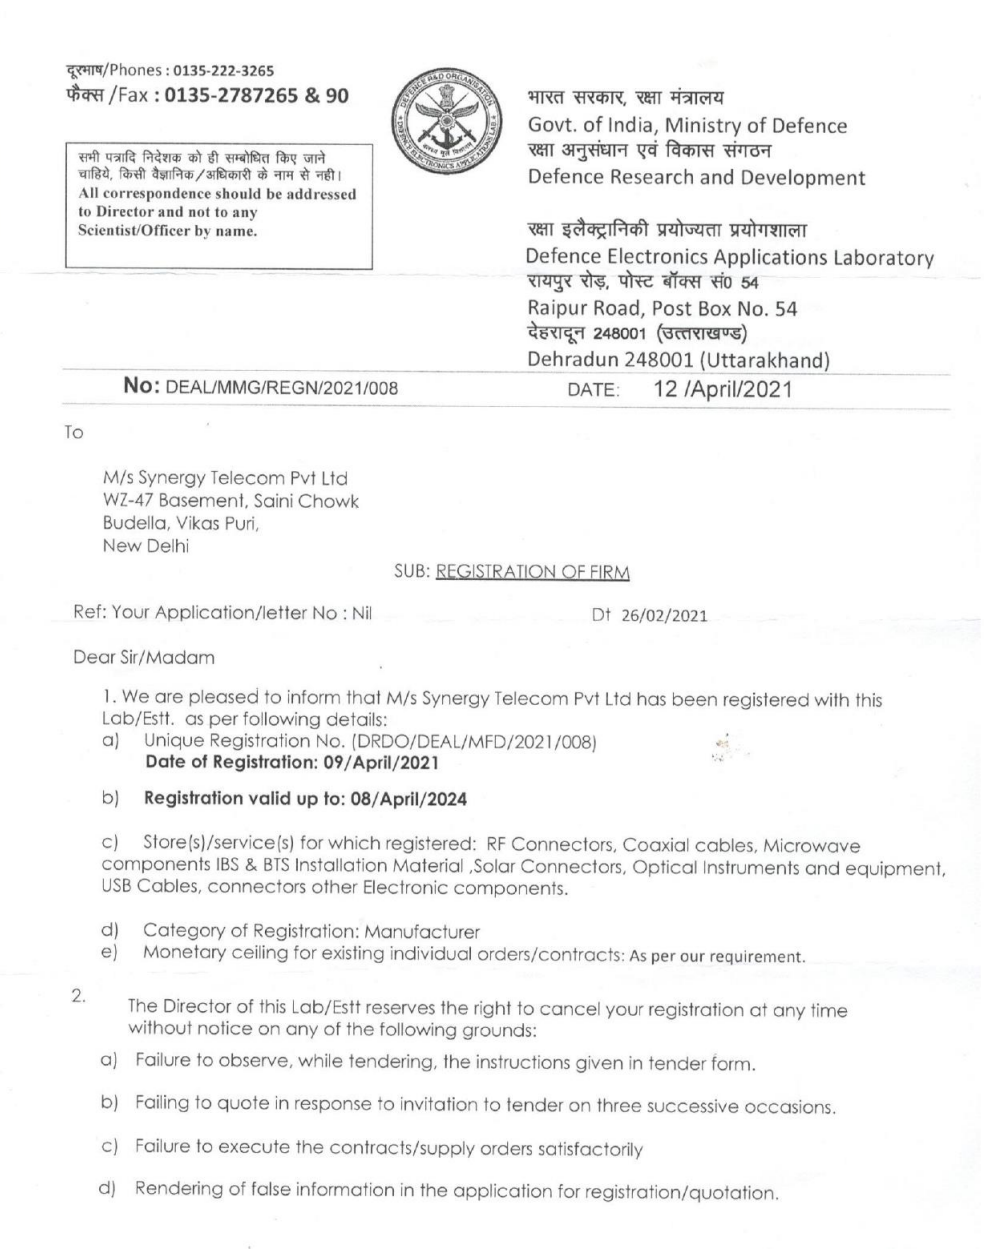 दूरभाष/Phones : 0135-222-3265
फैक्स /Fax : 0135-2787265 & 90
सभी पत्रादि निदेशक को ही सम्बोधित किए जाने
चाहिये, किसी वैज्ञानिक/अधिकारी के नाम से नही।
All correspondence should be addressed
to Director and not to any
Scientist/Officer by name.
DEFENCE R&D ORGANISATION
DEFENCE ELECTRONICS APPLICATIONS LAB.
भारत सरकार, रक्षा मंत्रालय
Govt. of India, Ministry of Defence
रक्षा अनुसंधान एवं विकास संगठन
Defence Research and Development
रक्षा इलैक्ट्रानिकी प्रयोज्यता प्रयोगशाला
Defence Electronics Applications Laboratory
रायपुर रोड़, पोस्ट बॉक्स सं0 54
Raipur Road, Post Box No. 54
देहरादून 248001 (उत्तराखण्ड)
Dehradun 248001 (Uttarakhand)
No: DEAL/MMG/REGN/2021/008 DATE: 12 /April/2021
To
M/s Synergy Telecom Pvt Ltd
WZ-47 Basement, Saini Chowk
Budella, Vikas Puri,
New Delhi
SUB: REGISTRATION OF FIRM
Ref: Your Application/letter No : Nil Dt 26/02/2021
Dear Sir/Madam
1. We are pleased to inform that M/s Synergy Telecom Pvt Ltd has been registered with this
Lab/Estt. as per following details:
a) Unique Registration No. (DRDO/DEAL/MFD/2021/008)
Date of Registration: 09/April/2021
b) Registration valid up to: 08/April/2024
c) Store(s)/service(s) for which registered: RF Connectors, Coaxial cables, Microwave
components IBS & BTS Installation Material ,Solar Connectors, Optical Instruments and equipment,
USB Cables, connectors other Electronic components.
d) Category of Registration: Manufacturer
e) Monetary ceiling for existing individual orders/contracts: As per our requirement.
2. The Director of this Lab/Estt reserves the right to cancel your registration at any time
without notice on any of the following grounds:
a) Failure to observe, while tendering, the instructions given in tender form.
b) Failing to quote in response to invitation to tender on three successive occasions.
c) Failure to execute the contracts/supply orders satisfactorily
d) Rendering of false information in the application for registration/quotation.